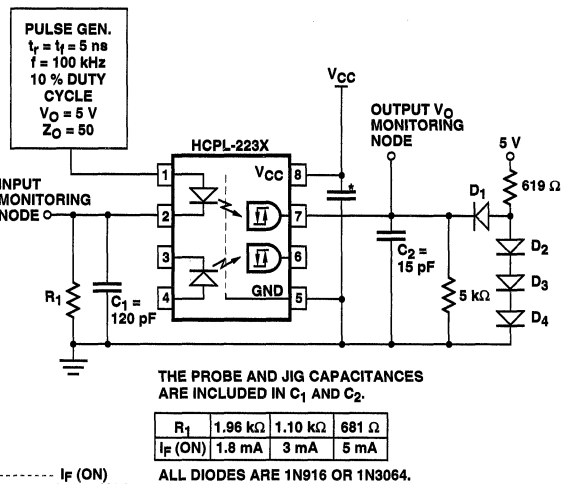 PULSE GEN.
tr = tf = 5 ns
f = 100 kHz
10 % DUTY
CYCLE
VO = 5 V
ZO = 50
VCC
OUTPUT VO
MONITORING
NODE
5 V
HCPL-223X
D1
619 Ω
INPUT
MONITORING
NODE
1
2
3
4
VCC 8
7
6
GND 5
*
D2
D3
D4
C2 =
15 pF
5 kΩ
R1
C1 =
120 pF
THE PROBE AND JIG CAPACITANCES
ARE INCLUDED IN C1 AND C2.
R1 1.96 kΩ 1.10 kΩ 681 Ω
IF (ON) 1.8 mA 3 mA 5 mA
IF (ON)
ALL DIODES ARE 1N916 OR 1N3064.